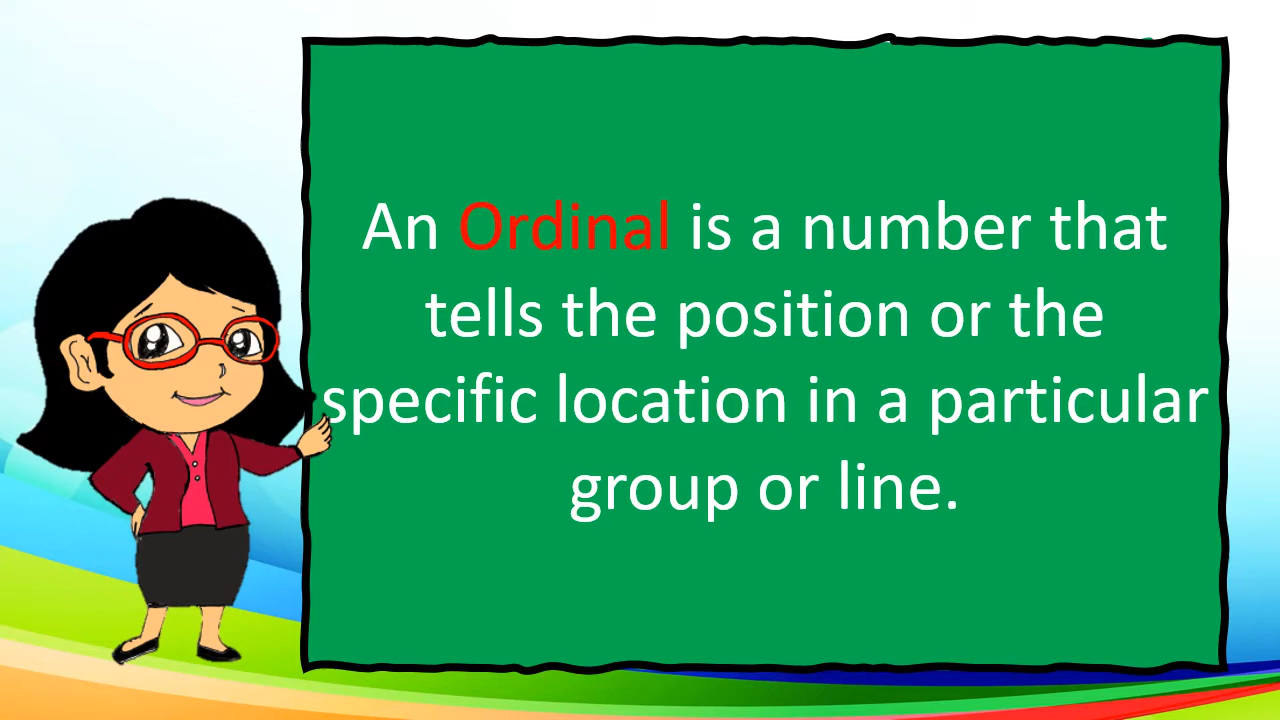 An Ordinal is a number that
tells the position or the
specific location in a particular
group or line.